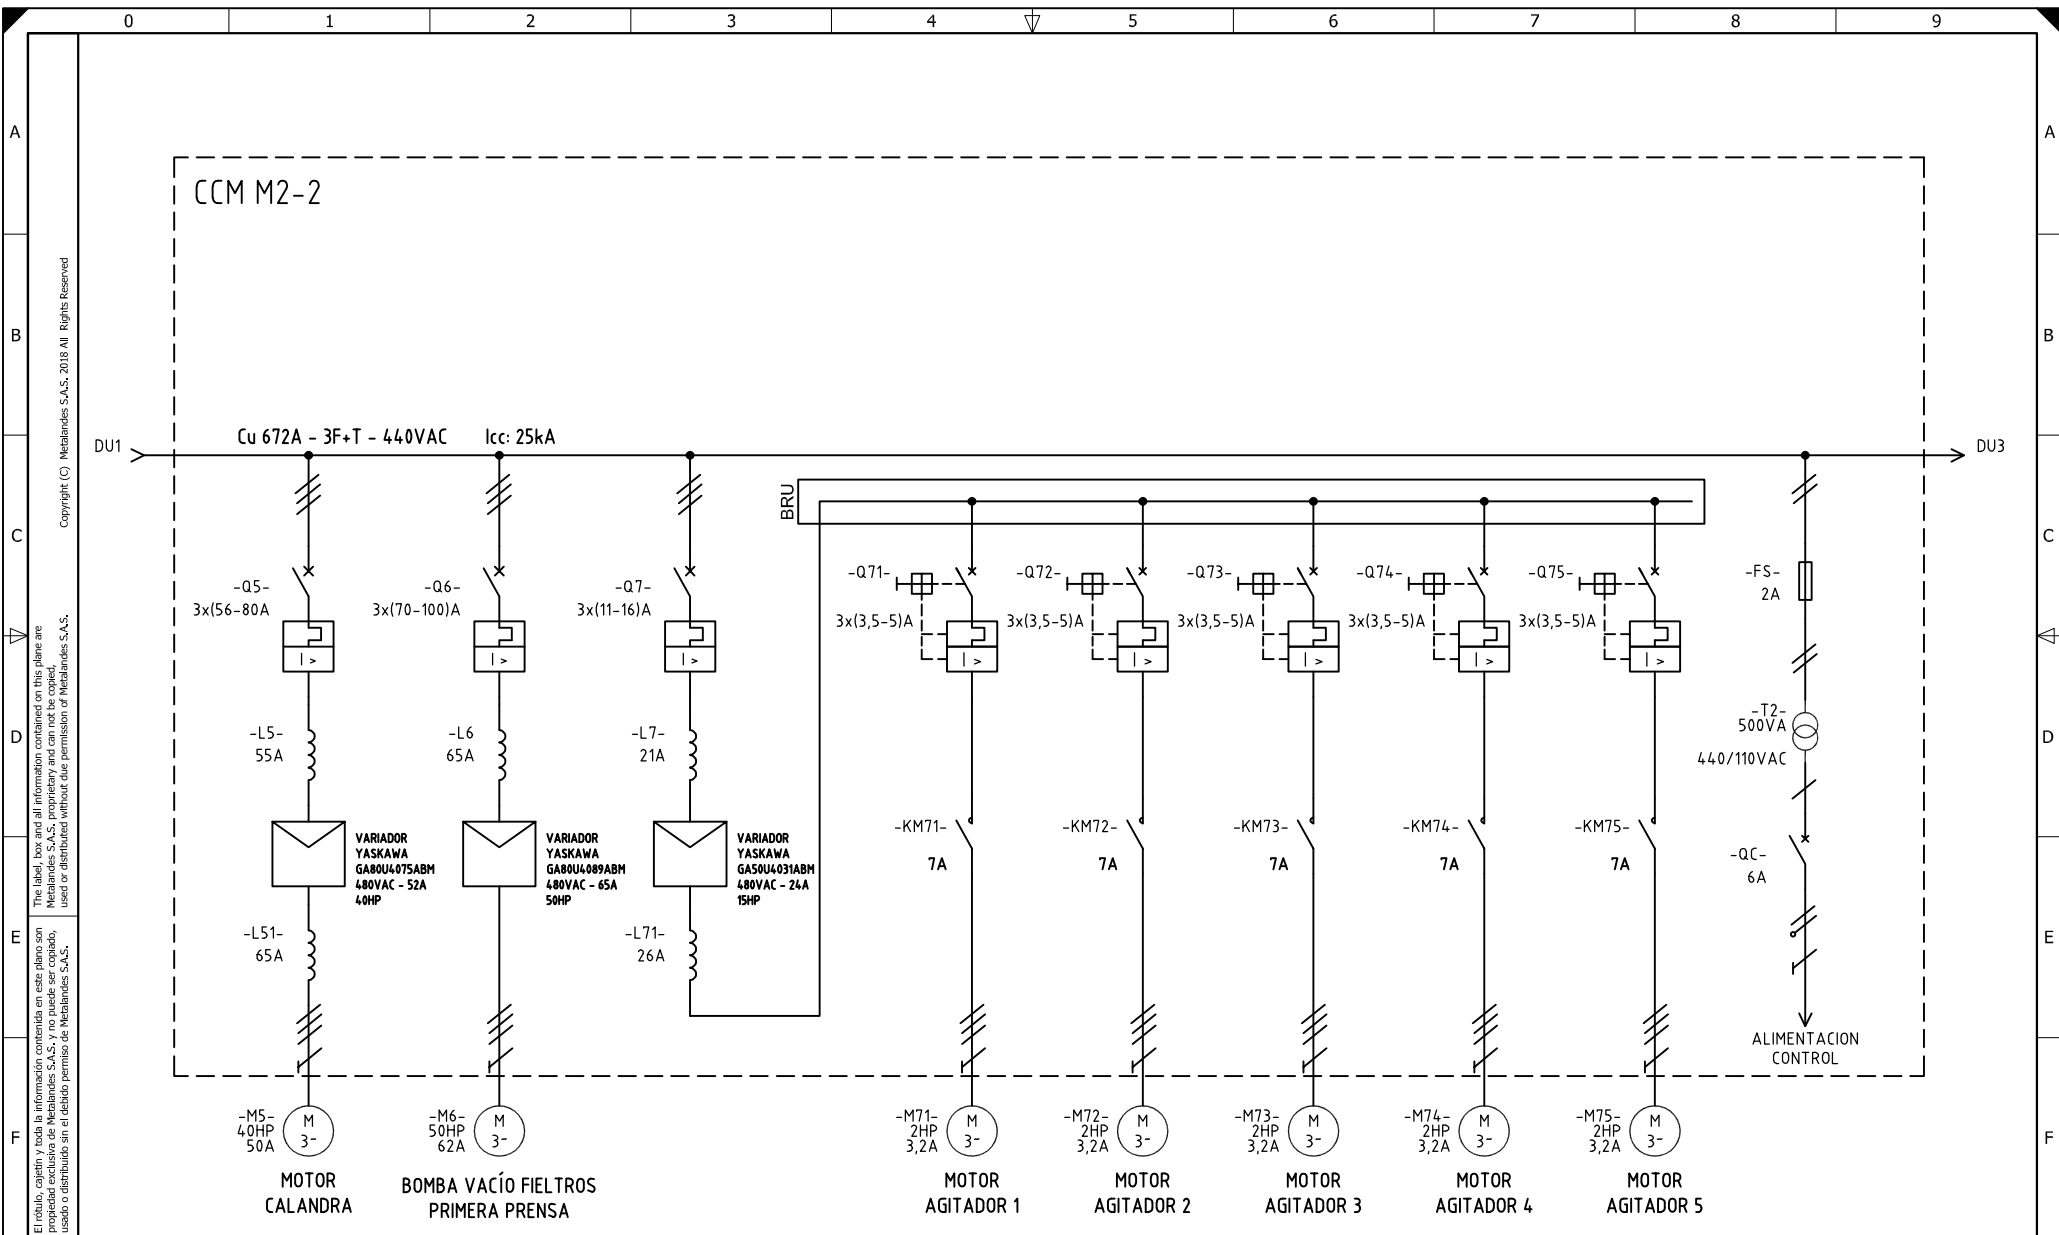 0 1 2 3 4 5 6 7 8 9
A A
CCM M2-2
B B
Cu 672A - 3F+T - 440VAC Icc: 25kA
DU1
DU3
BRU
C C
-Q5-
3x(56-80A
-Q6-
3x(70-100)A
-Q7-
3x(11-16)A
-Q71-
3x(3,5-5)A
-Q72-
3x(3,5-5)A
-Q73-
3x(3,5-5)A
-Q74-
3x(3,5-5)A
-Q75-
3x(3,5-5)A
-FS-
2A
I >
I >
I >
I >
I >
I >
I >
I >
D D
-L5-
55A
-L6
65A
-L7-
21A
-T2-
500VA
440/110VAC
VARIADOR
YASKAWA
GA80U4075ABM
480VAC - 52A
40HP
VARIADOR
YASKAWA
GA80U4089ABM
480VAC - 65A
50HP
VARIADOR
YASKAWA
GA50U4031ABM
480VAC - 24A
15HP
-KM71-
7A
-KM72-
7A
-KM73-
7A
-KM74-
7A
-KM75-
7A
-QC-
6A
E E
-L51-
65A
-L71-
26A
ALIMENTACION
CONTROL
F F
-M5-
40HP
50A
M
3~
MOTOR
CALANDRA
-M6-
50HP
62A
M
3~
BOMBA VACÍO FIELTROS
PRIMERA PRENSA
-M71-
2HP
3,2A
M
3~
MOTOR
AGITADOR 1
-M72-
2HP
3,2A
M
3~
MOTOR
AGITADOR 2
-M73-
2HP
3,2A
M
3~
MOTOR
AGITADOR 3
-M74-
2HP
3,2A
M
3~
MOTOR
AGITADOR 4
-M75-
2HP
3,2A
M
3~
MOTOR
AGITADOR 5
Copyright (C) Metalandes S.A.S. 2018 All Rights Reserved
The label, box and all information contained on this plane are
Metalandes S.A.S. proprietary and can not be copied,
used or distributed without due permission of Metalandes S.A.S.
El rótulo, cajetín y toda la información contenida en este plano son
propiedad exclusiva de Metalandes S.A.S. y no puede ser copiado,
usado o distribuido sin el debido permiso de Metalandes S.A.S.